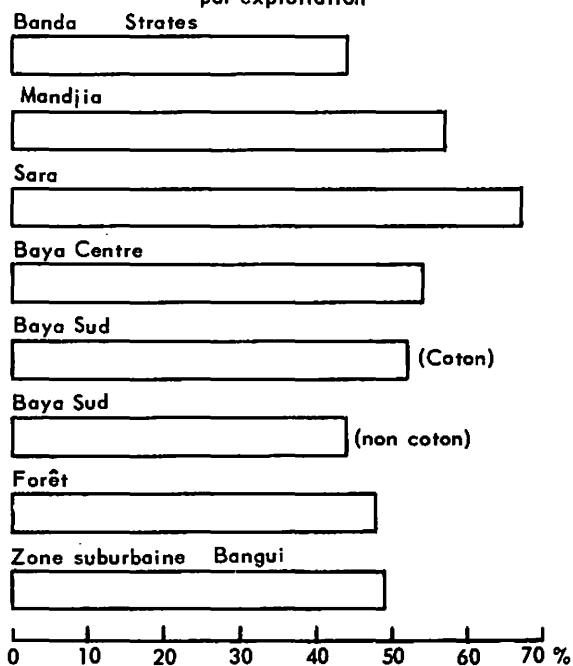 par exploitation
Banda Strates
Mandjia
Sara
Baya Centre
Baya Sud
(Coton)
Baya Sud
(non coton)
Forêt
Zone suburbaine Bangui
0 10 20 30 40 50 60 70 %